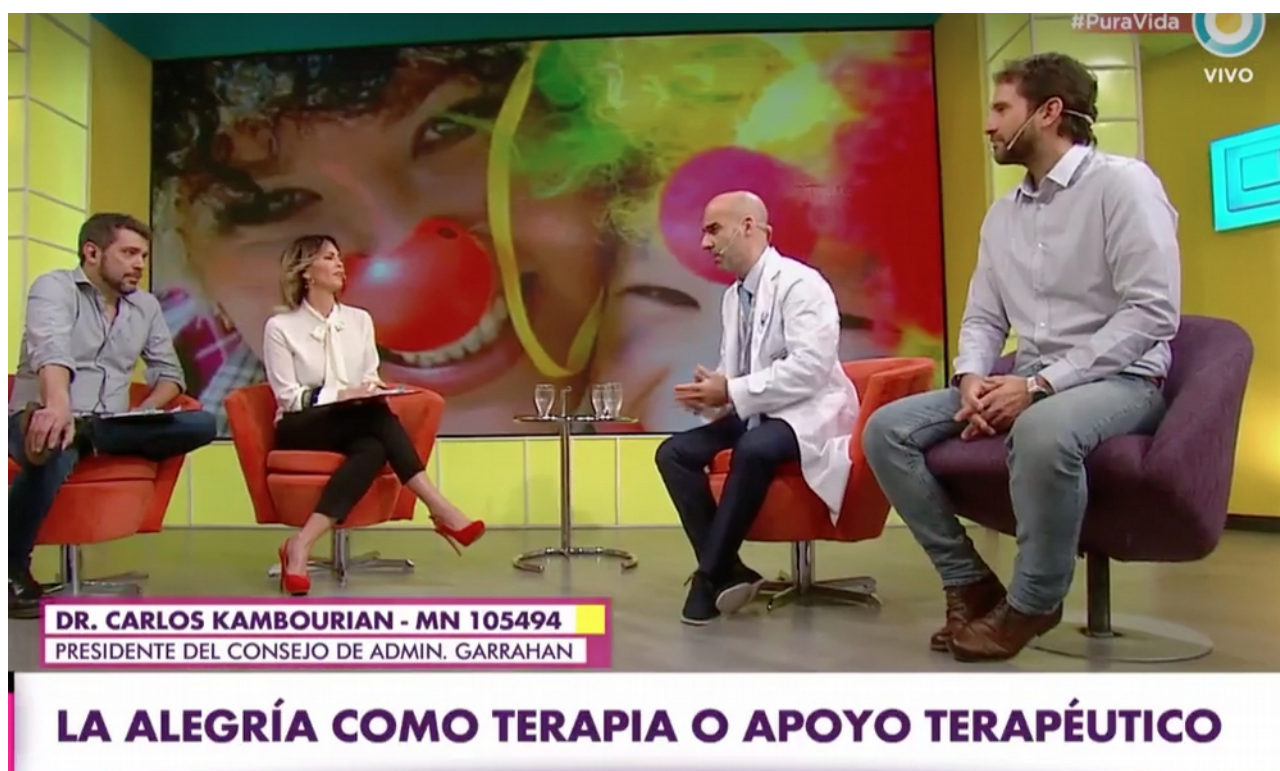 #PuraVida
VIVO
DR. CARLOS KAMBOURIAN - MN 105494
PRESIDENTE DEL CONSEJO DE ADMIN. GARRAHAN
LA ALEGRÍA COMO TERAPIA O APOYO TERAPÉUTICO